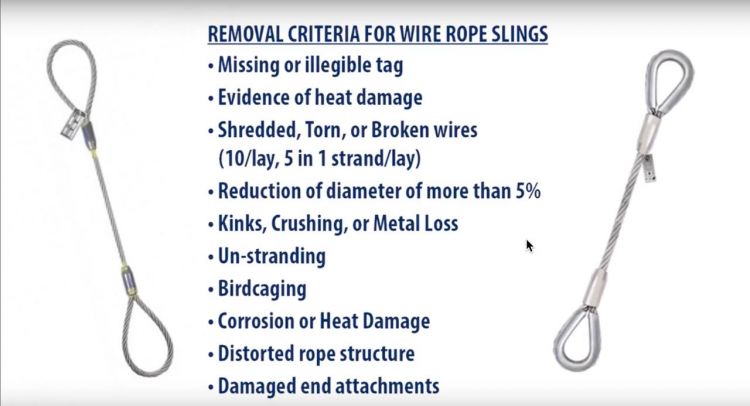 REMOVAL CRITERIA FOR WIRE ROPE SLINGS
• Missing or illegible tag
• Evidence of heat damage
• Shredded, Torn, or Broken wires
(10/lay, 5 in 1 strand/lay)
• Reduction of diameter of more than 5%
• Kinks, Crushing, or Metal Loss
• Un-stranding
• Birdcaging
• Corrosion or Heat Damage
• Distorted rope structure
• Damaged end attachments